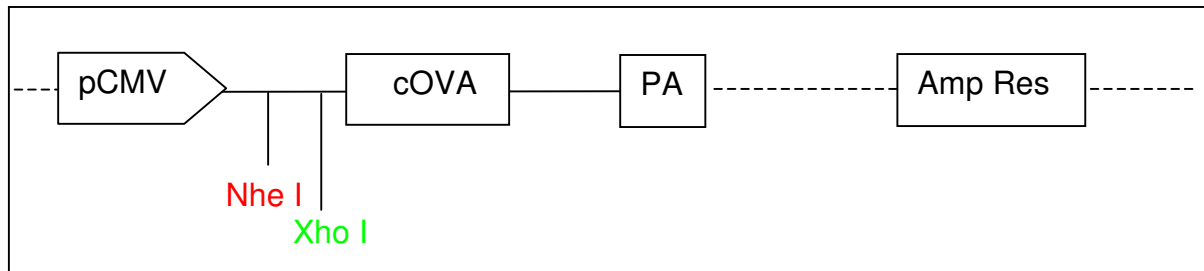 pCMV cOVA PA Amp Res
Nhe I
Xho I